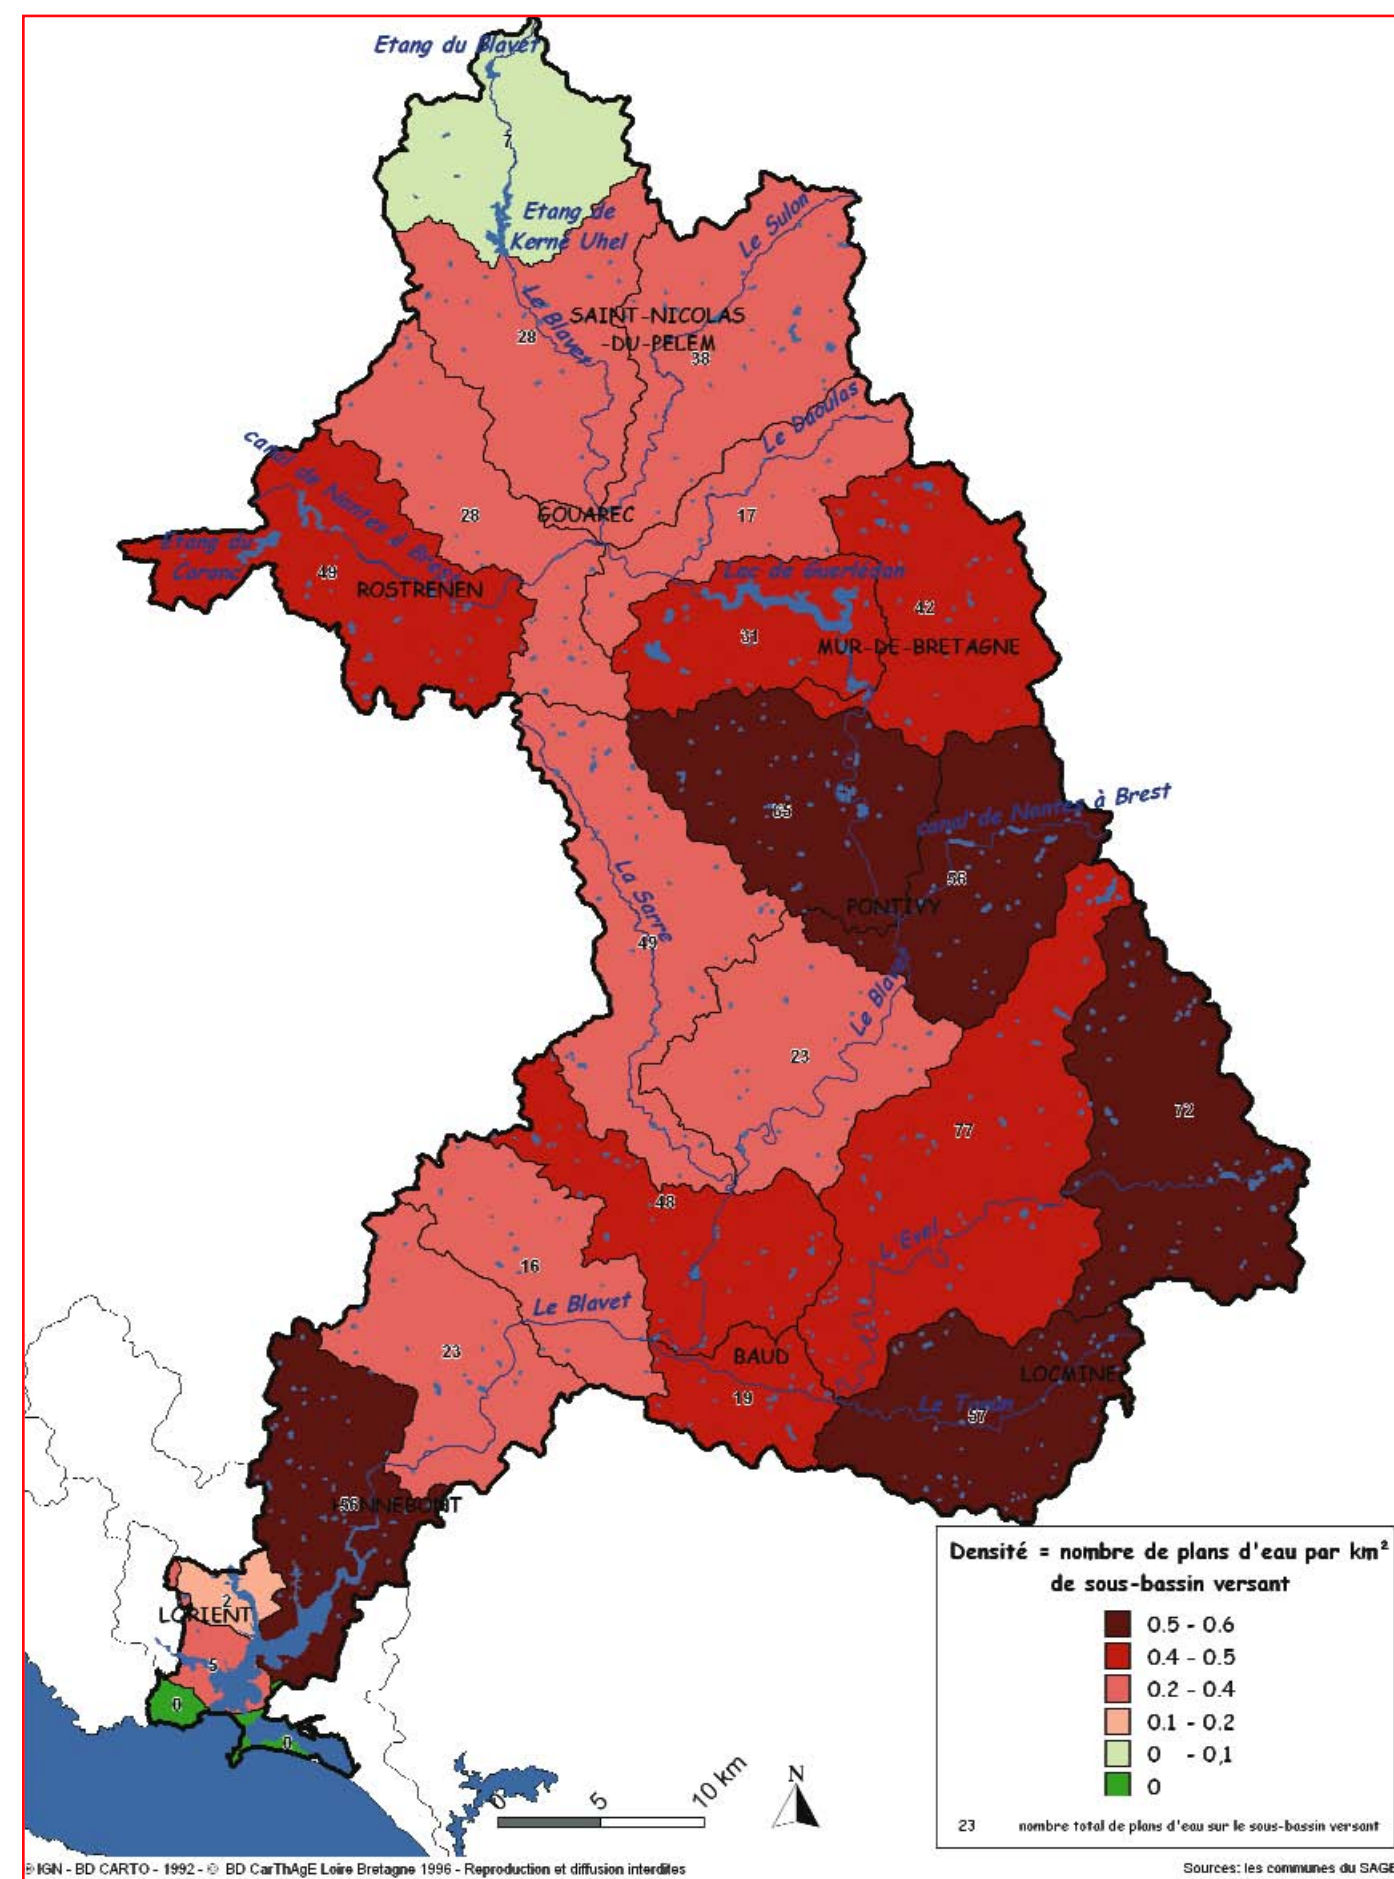 Etang du Blavet
7
Etang de
Kerné Uhel
Le Sulon
Le Blavet
SAINT-NICOLAS
-DU-PELEM
28
38
Le Daoulas
canal de Nantes à Brest
28
GOUAREC
17
Etang du
Coronc
49
ROSTRENEN
Lac de Guerlédan
42
31
MUR-DE-BRETAGNE
65
canal de Nantes à Brest
56
La Sarre
PONTIVY
49
Le Blavet
23
72
77
48
L'Evel
16
Le Blavet
23
BAUD
LOCMINE
19
Le Tarun
57
56
HENNEBONT
2
LORIENT
5
0
0
Densité = nombre de plans d'eau par km²
de sous-bassin versant
0.5 - 0.6
0.4 - 0.5
0.2 - 0.4
0.1 - 0.2
0 - 0,1
0
23 nombre total de plans d'eau sur le sous-bassin versant
0 5 10 km
N
® IGN - BD CARTO - 1992 - © BD CarThAgE Loire Bretagne 1996 - Reproduction et diffusion interdites
Sources: les communes du SAGE